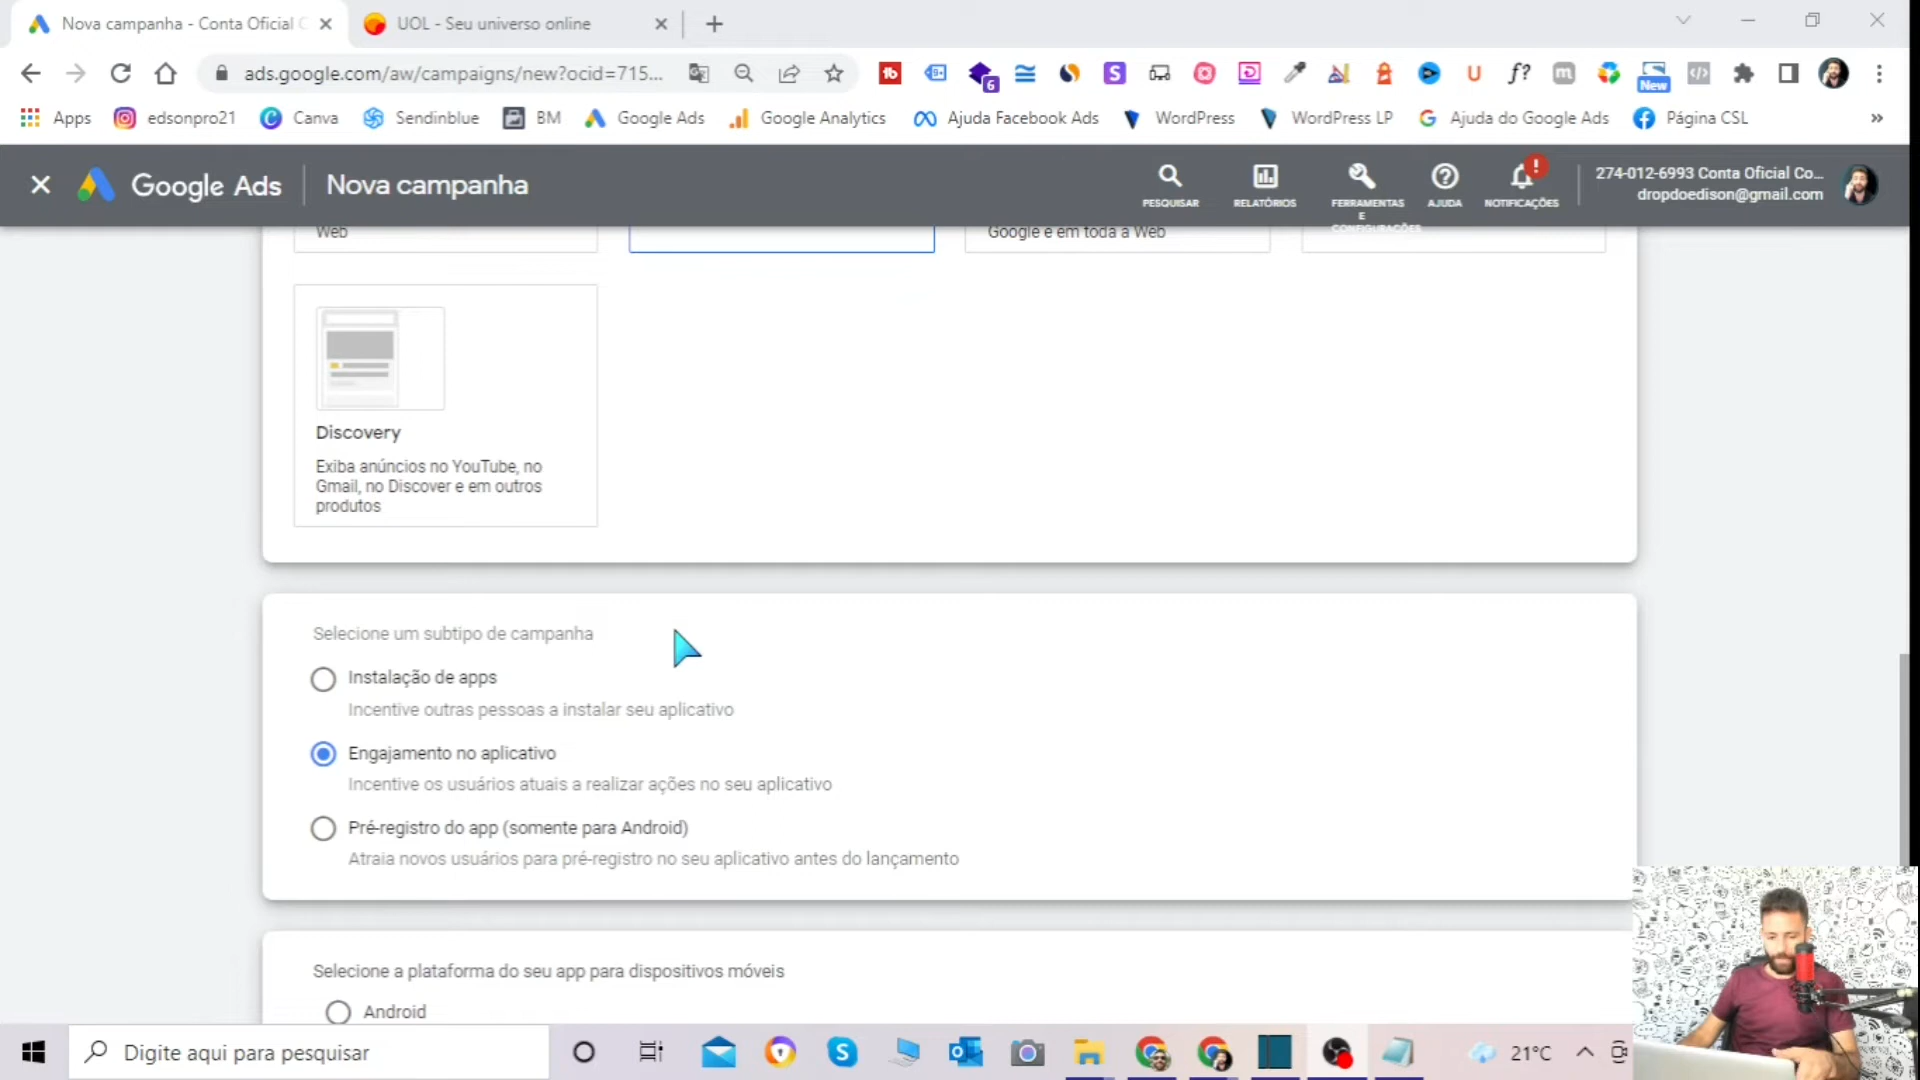 Nova campanha - Conta Oficial C
UOL - Seu universo online
ads.google.com/aw/campaigns/new?ocid=715...
6
New
f?
Apps
edsonpro21
Canva
Sendinblue
BM
Google Ads
Google Analytics
Ajuda Facebook Ads
WordPress
WordPress LP
Ajuda do Google Ads
Página CSL
»
Google Ads
Nova campanha
PESQUISAR
RELATÓRIOS
FERRAMENTAS
E
CONFIGURAÇÕES
AJUDA
NOTIFICAÇÕES
274-012-6993 Conta Oficial Co...
dropdoedison@gmail.com
Web
Google e em toda a Web
Discovery
Exiba anúncios no YouTube, no
Gmail, no Discover e em outros
produtos
Selecione um subtipo de campanha
Instalação de apps
Incentive outras pessoas a instalar seu aplicativo
Engajamento no aplicativo
Incentive os usuários atuais a realizar ações no seu aplicativo
Pré-registro do app (somente para Android)
Atraia novos usuários para pré-registro no seu aplicativo antes do lançamento
Selecione a plataforma do seu app para dispositivos móveis
Android
Digite aqui para pesquisar
21°C